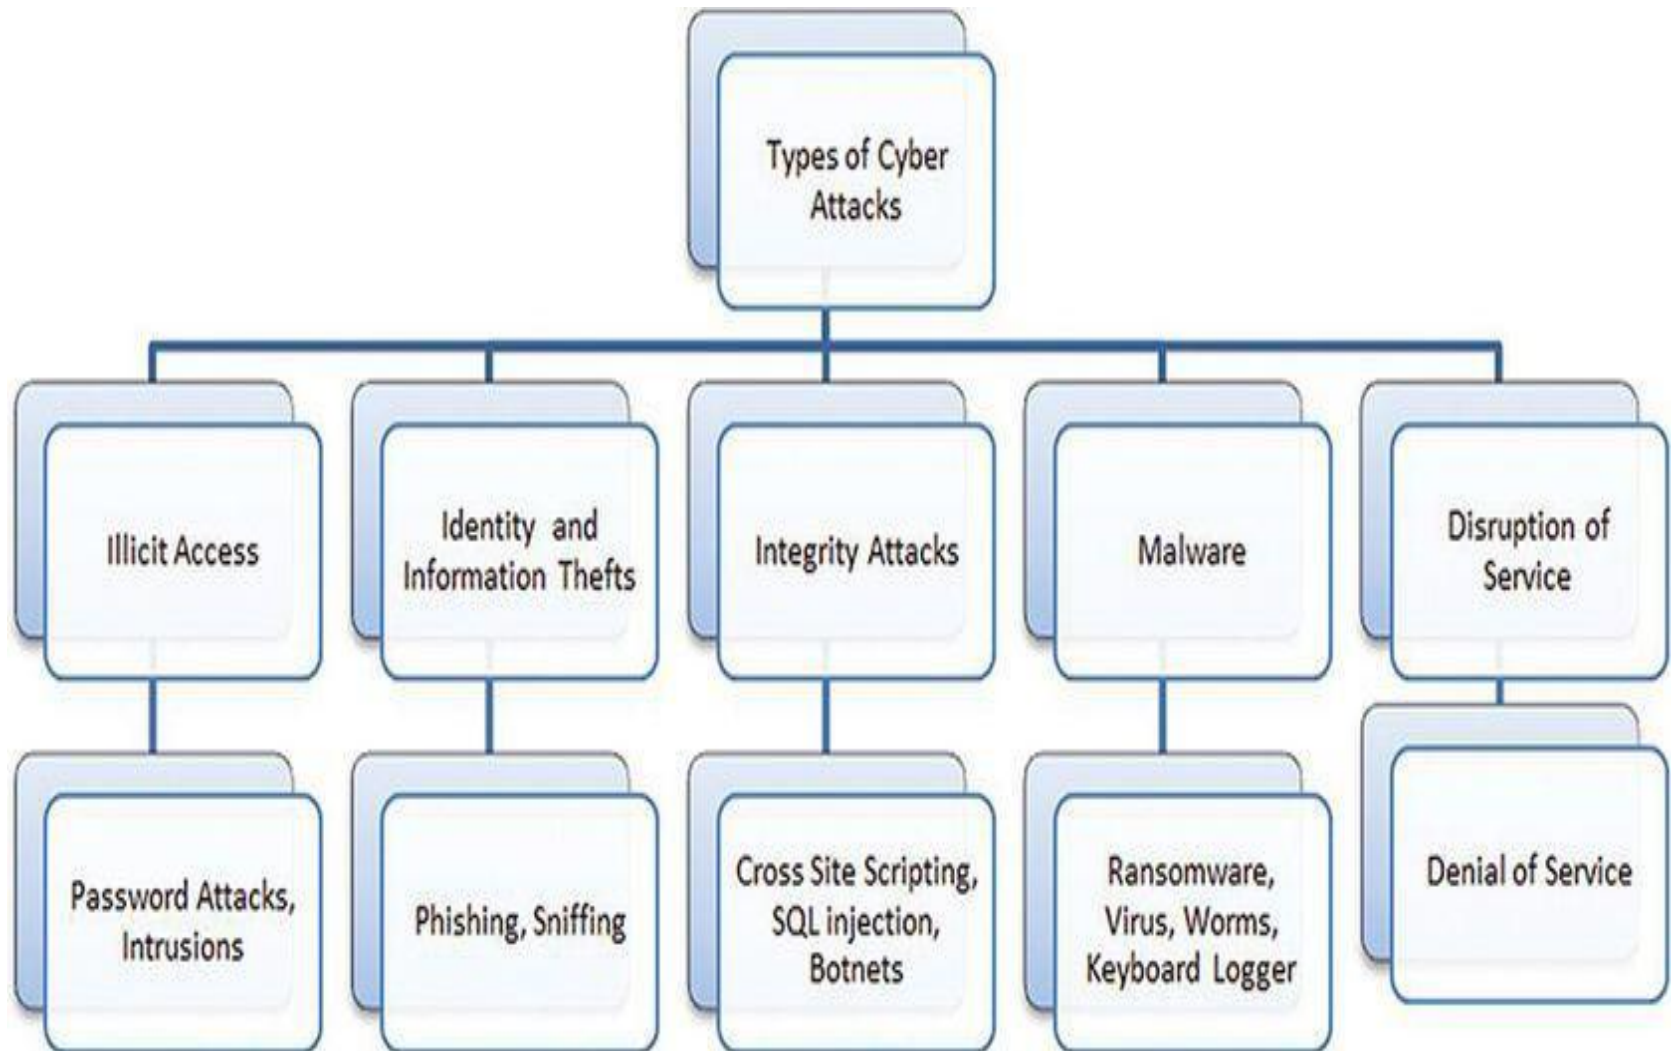 Types of Cyber
Attacks
Illicit Access
Identity and
Information Thefts
Integrity Attacks
Malware
Disruption of
Service
Password Attacks,
Intrusions
Phishing, Sniffing
Cross Site Scripting,
SQL injection,
Botnets
Ransomware,
Virus, Worms,
Keyboard Logger
Denial of Service